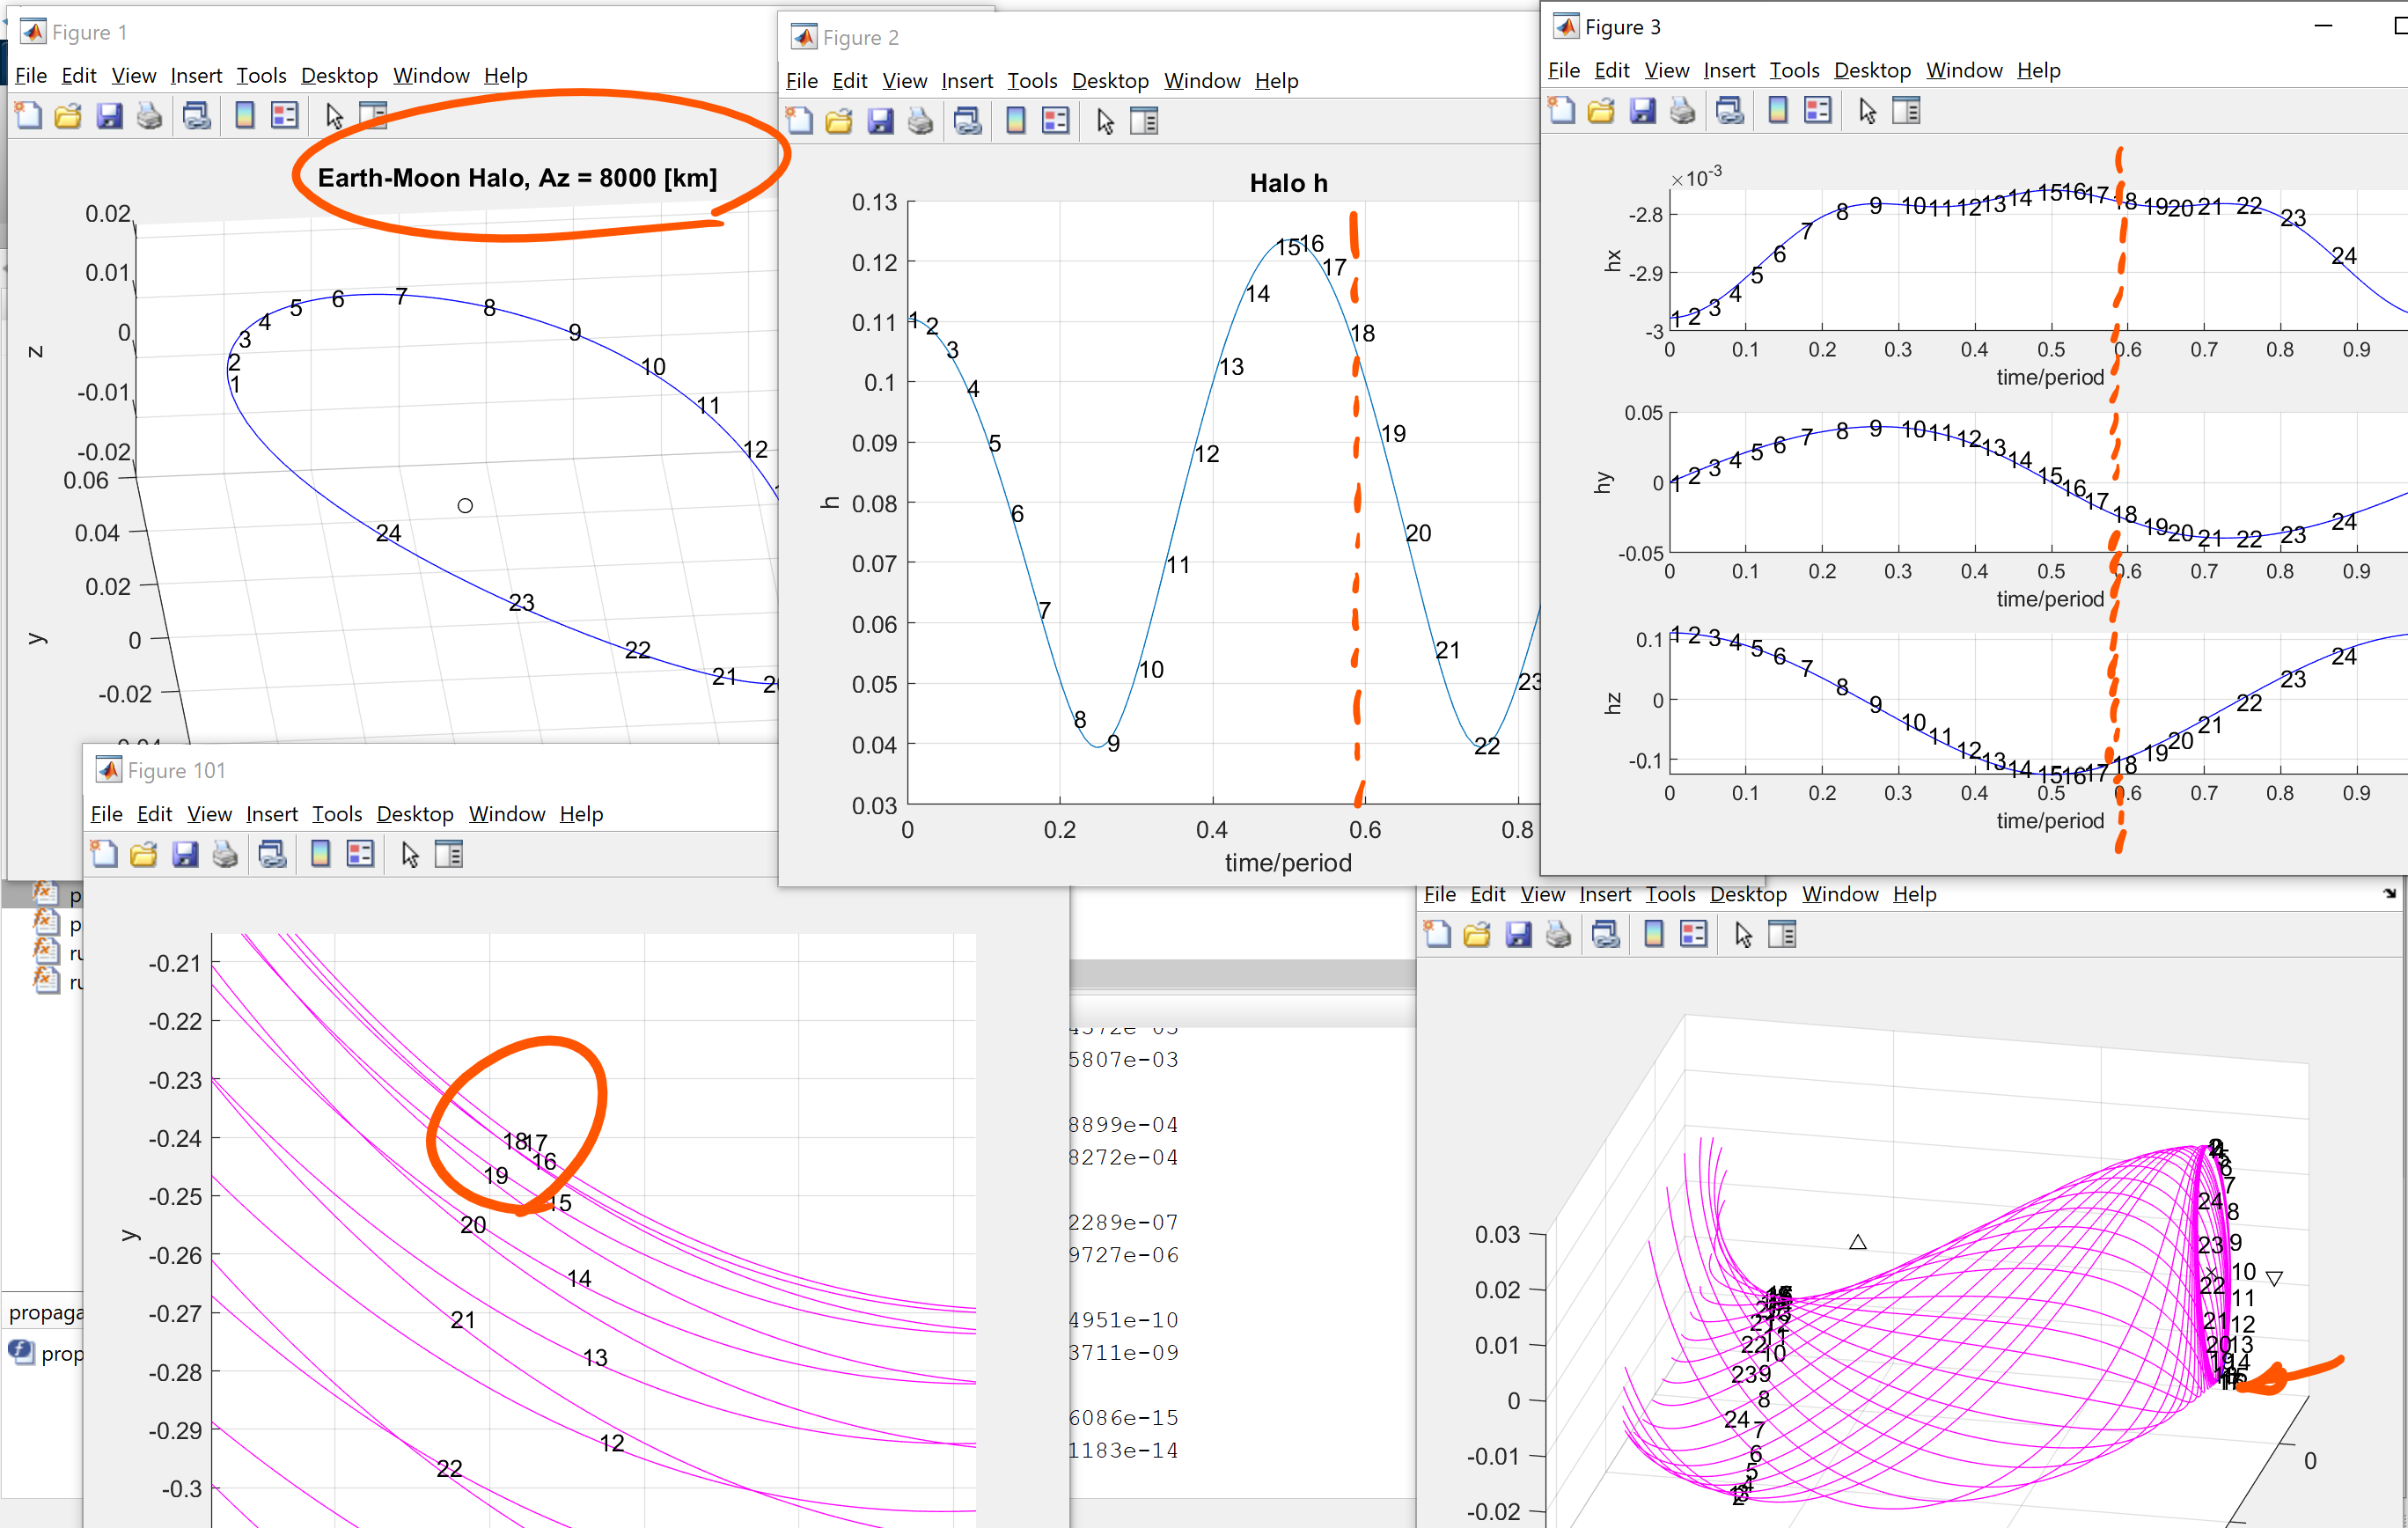 Figure 1
File Edit View Insert Tools Desktop Window Help
Earth-Moon Halo, Az = 8000 [km]
0.02
0.01
0
-0.01
-0.02
z
0.06
0.04
0.02
0
-0.02
y
1
2
3
4
5
6
7
8
9
10
11
12
21
22
23
24
Figure 2
File Edit View Insert Tools Desktop Window Help
Halo h
0.13
0.12
0.11
0.1
0.09
0.08
0.07
0.06
0.05
0.04
0.03
h
1 2
3
4
5
6
7
8
9
10
11
12
13
14
15 16
17
18
19
20
21
22
23
0 0.2 0.4 0.6 0.8
time/period
Figure 3
File Edit View Insert Tools Desktop Window Help
×10-3
-2.8
-2.9
-3
hx
1 2 3 4 5 6 7 8 9 10 11 12 13 14 15 16 17 18 19 20 21 22 23 24
0 0.1 0.2 0.3 0.4 0.5 0.6 0.7 0.8 0.9
time/period
0.05
0
-0.05
hy
1 2 3 4 5 6 7 8 9 10 11 12 13 14 15 16 17 18 19 20 21 22 23 24
0 0.1 0.2 0.3 0.4 0.5 0.6 0.7 0.8 0.9
time/period
0.1
0
-0.1
hz
1 2 3 4 5 6 7 8 9 10 11 12 13 14 15 16 17 18 19 20 21 22 23 24
0 0.1 0.2 0.3 0.4 0.5 0.6 0.7 0.8 0.9
time/period
Figure 101
File Edit View Insert Tools Desktop Window Help
-0.21
-0.22
-0.23
-0.24
-0.25
-0.26
-0.27
-0.28
-0.29
-0.3
y
18 17
16
19
15
20
14
21
13
12
22
propaga
prop
5807e-03
8899e-04
8272e-04
2289e-07
9727e-06
4951e-10
3711e-09
6086e-15
1183e-14
File Edit View Insert Tools Desktop Window Help
0.03
0.02
0.01
0
-0.01
-0.02
6
7
24 8
23 9
10
22
11
21 12
20 13
14
22
10
23 9
8
24
7
6
5
0